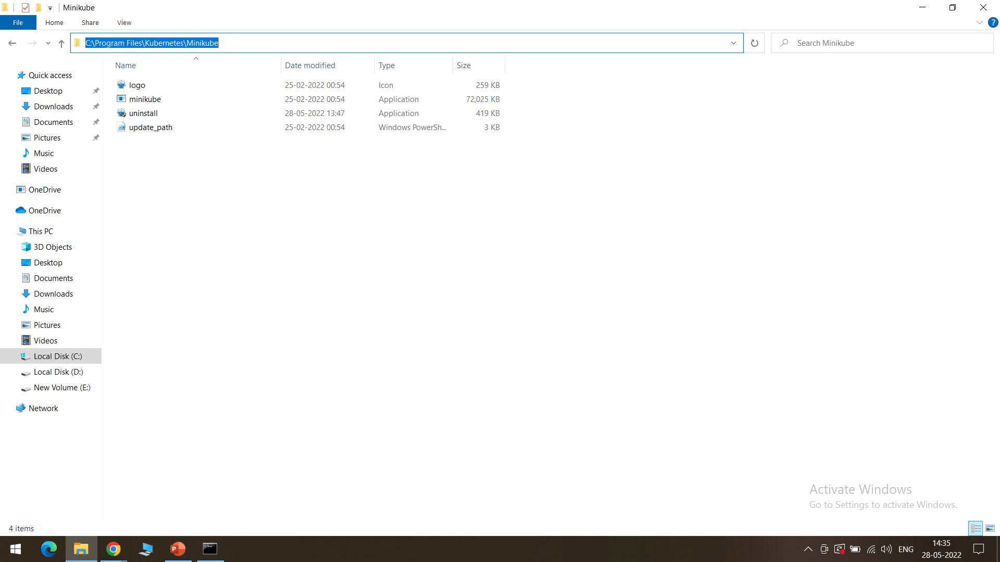 Minikube
File Home Share View
C:\Program Files\Kubernetes\Minikube
Search Minikube
Name Date modified Type Size
logo 25-02-2022 00:54 Icon 259 KB
minikube 25-02-2022 00:54 Application 72,025 KB
uninstall 28-05-2022 13:47 Application 419 KB
update_path 25-02-2022 00:54 Windows PowerSh... 3 KB
Quick access
Desktop
Downloads
Documents
Pictures
Music
Videos
OneDrive
OneDrive
This PC
3D Objects
Desktop
Documents
Downloads
Music
Pictures
Videos
Local Disk (C:)
Local Disk (D:)
New Volume (E:)
Network
Activate Windows
Go to Settings to activate Windows.
4 items
ENG
14:35
28-05-2022